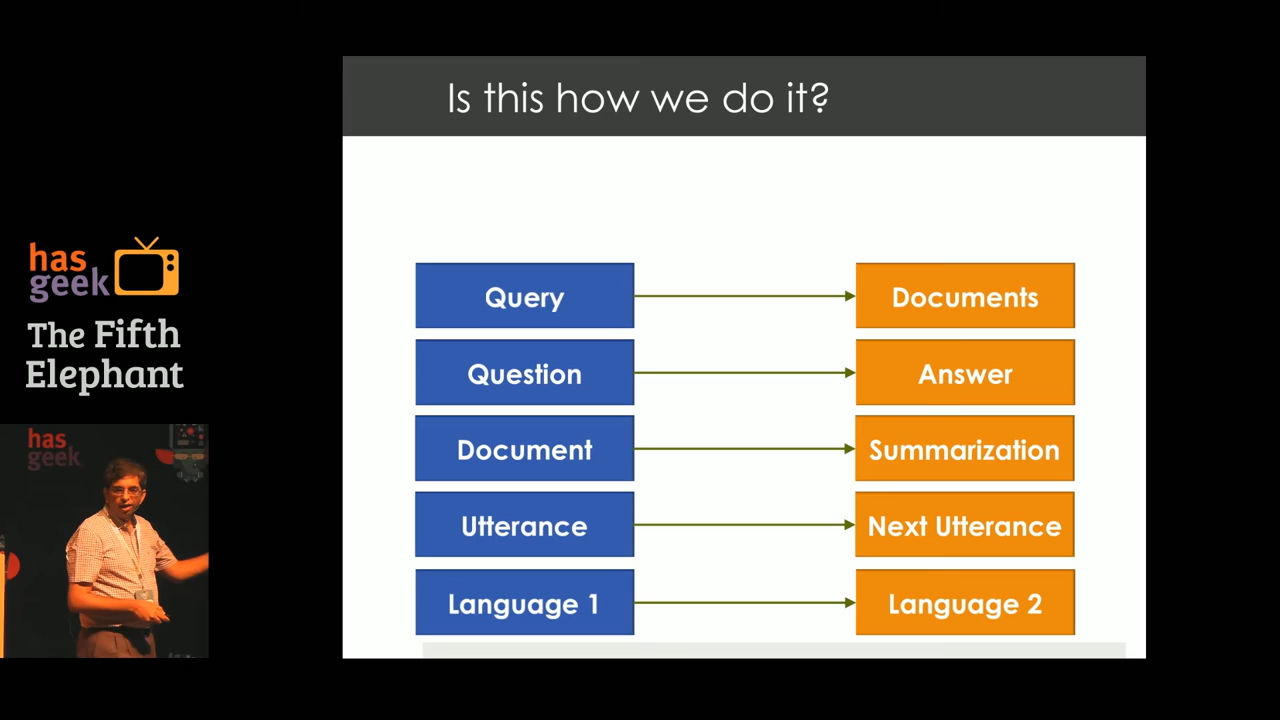 Is this how we do it?
has
geek
The Fifth
Elephant
Query
Documents
Question
Answer
Document
Summarization
Utterance
Next Utterance
Language 1
Language 2
has
geek